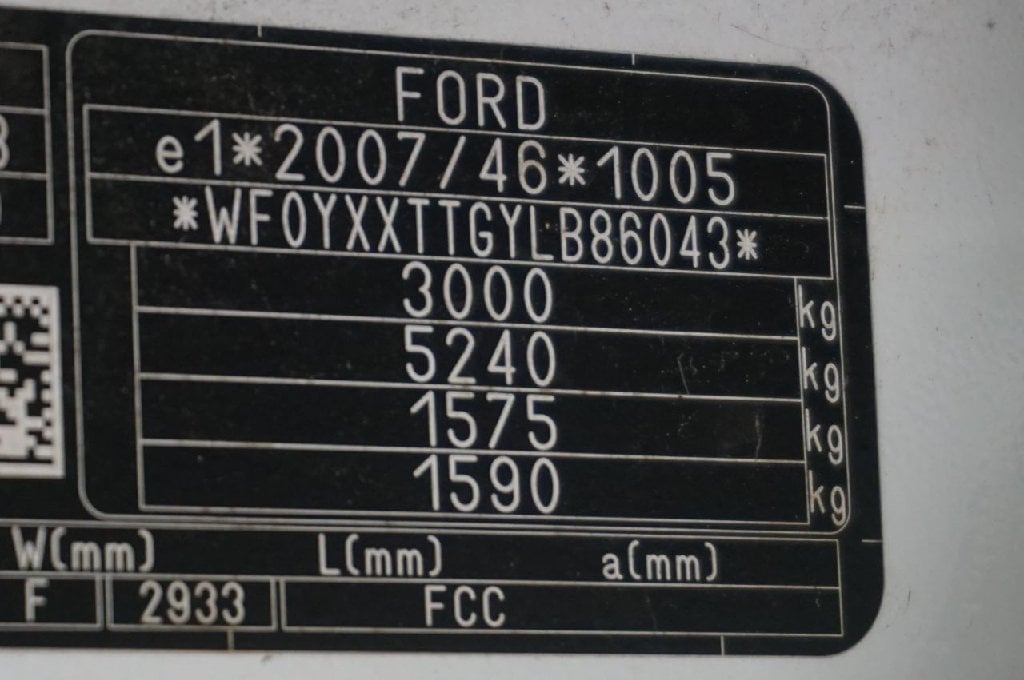 FORD
e1*2007/46*1005
*WF0YXXTTGYLB86043*
3000 kg
5240 kg
1575 kg
1590 kg
W(mm) L(mm) a(mm)
F 2933 FCC